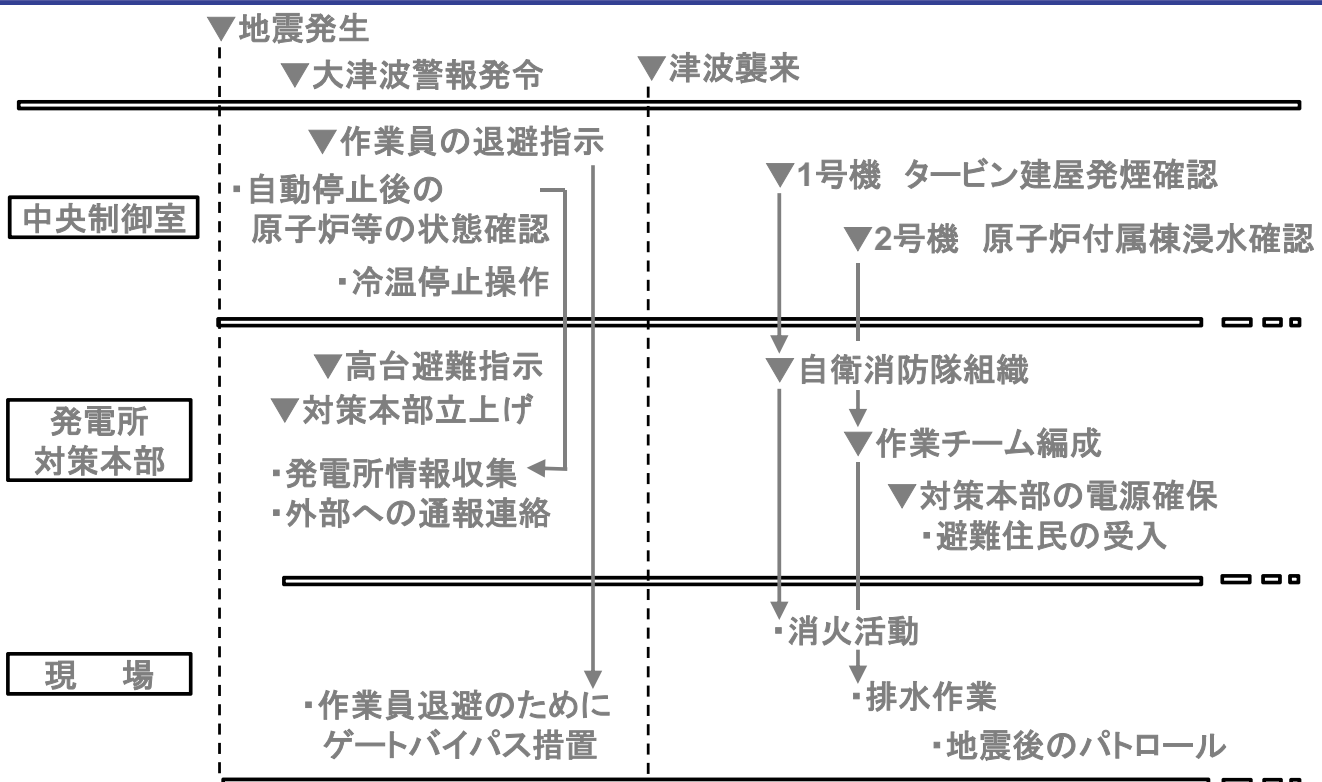 ▼地震発生
▼大津波警報発令
▼津波襲来
中央制御室
▼作業員の退避指示
・自動停止後の
原子炉等の状態確認
・冷温停止操作
▼1号機 タービン建屋発煙確認
▼2号機 原子炉付属棟浸水確認
発電所
対策本部
▼高台避難指示
▼対策本部立上げ
・発電所情報収集
・外部への通報連絡
▼自衛消防隊組織
▼作業チーム編成
▼対策本部の電源確保
・避難住民の受入
現 場
・作業員退避のために
ゲートバイパス措置
・消火活動
・排水作業
・地震後のパトロール